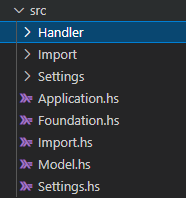 src
Handler
Import
Settings
Application.hs
Foundation.hs
Import.hs
Model.hs
Settings.hs